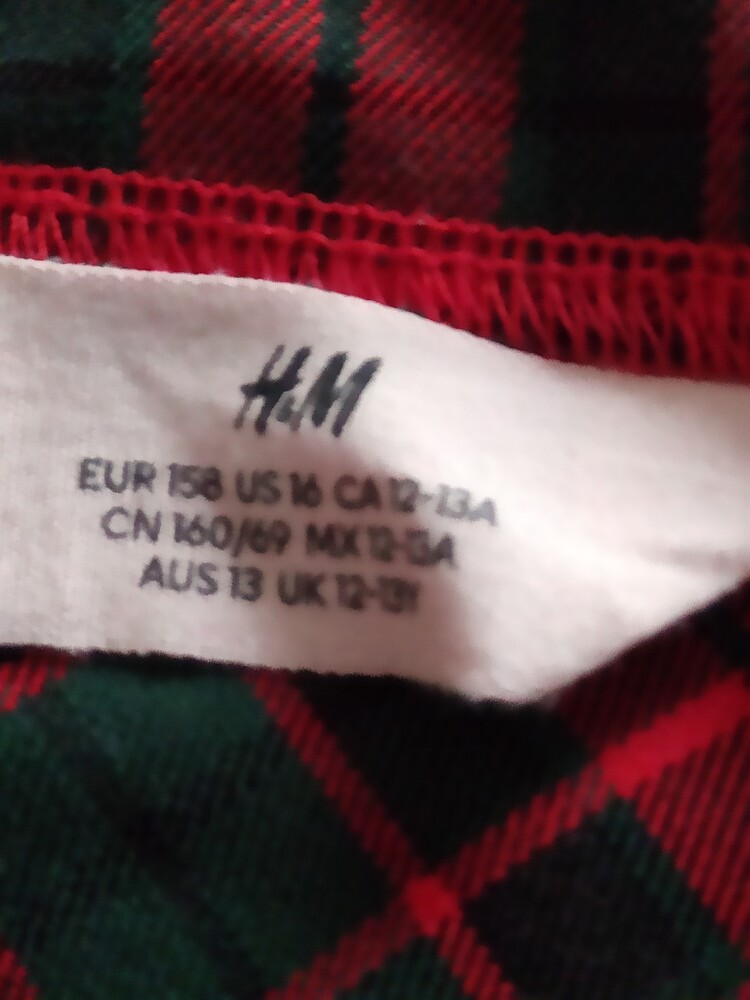 H&M
EUR 158 US 16 CA 12-13A
CN 160/69 MX 12-13A
AUS 13 UK 12-13Y